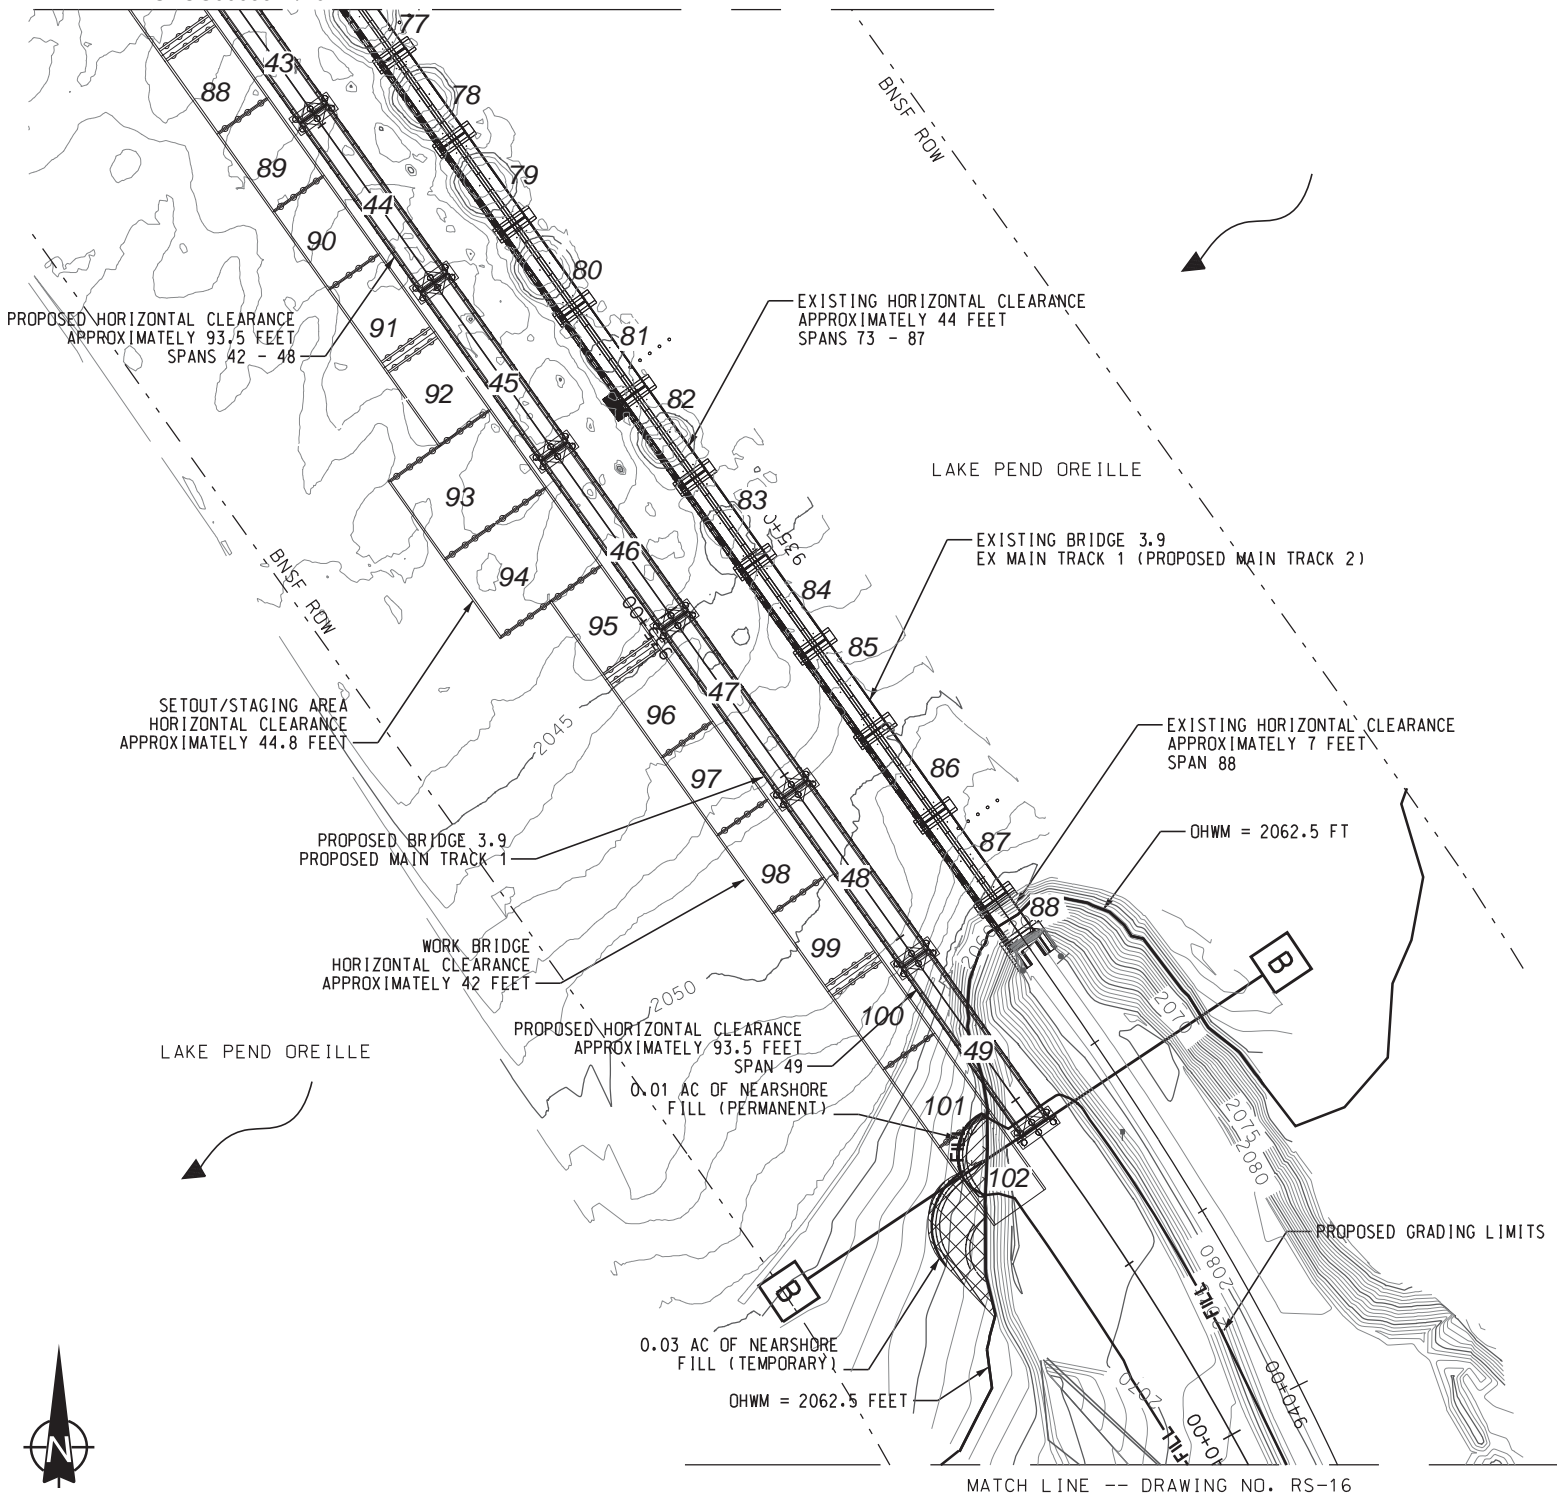 77
43
88
78
BNSF ROW
89
79
44
90
80
PROPOSED HORIZONTAL CLEARANCE
APPROXIMATELY 93.5 FEET
SPANS 42 - 48
91
EXISTING HORIZONTAL CLEARANCE
APPROXIMATELY 44 FEET
SPANS 73 - 87
81
92
45
82
LAKE PEND OREILLE
93
83
46
EXISTING BRIDGE 3.9
EX MAIN TRACK 1 (PROPOSED MAIN TRACK 2)
BNSF ROW
94
84
95
85
SETOUT/STAGING AREA
HORIZONTAL CLEARANCE
APPROXIMATELY 44.8 FEET
47
96
2045
EXISTING HORIZONTAL CLEARANCE
APPROXIMATELY 7 FEET
SPAN 88
86
97
PROPOSED BRIDGE 3.9
PROPOSED MAIN TRACK 1
87
OHWM = 2062.5 FT
98
48
88
WORK BRIDGE
HORIZONTAL CLEARANCE
APPROXIMATELY 42 FEET
99
B
2050
2070
100
PROPOSED HORIZONTAL CLEARANCE
APPROXIMATELY 93.5 FEET
SPAN 49
49
LAKE PEND OREILLE
0.01 AC OF NEARSHORE
FILL (PERMANENT)
101
2075
2080
FILL
102
PROPOSED GRADING LIMITS
2080
B
FILL
0.03 AC OF NEARSHORE
FILL (TEMPORARY)
OHWM = 2062.5 FEET
2070
940+00
FILL
N
MATCH LINE -- DRAWING NO. RS-16